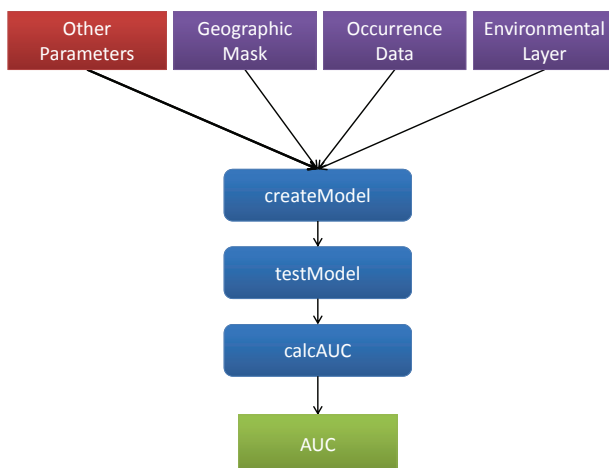 Other
Parameters
Geographic
Mask
Occurrence
Data
Environmental
Layer
createModel
testModel
calcAUC
AUC